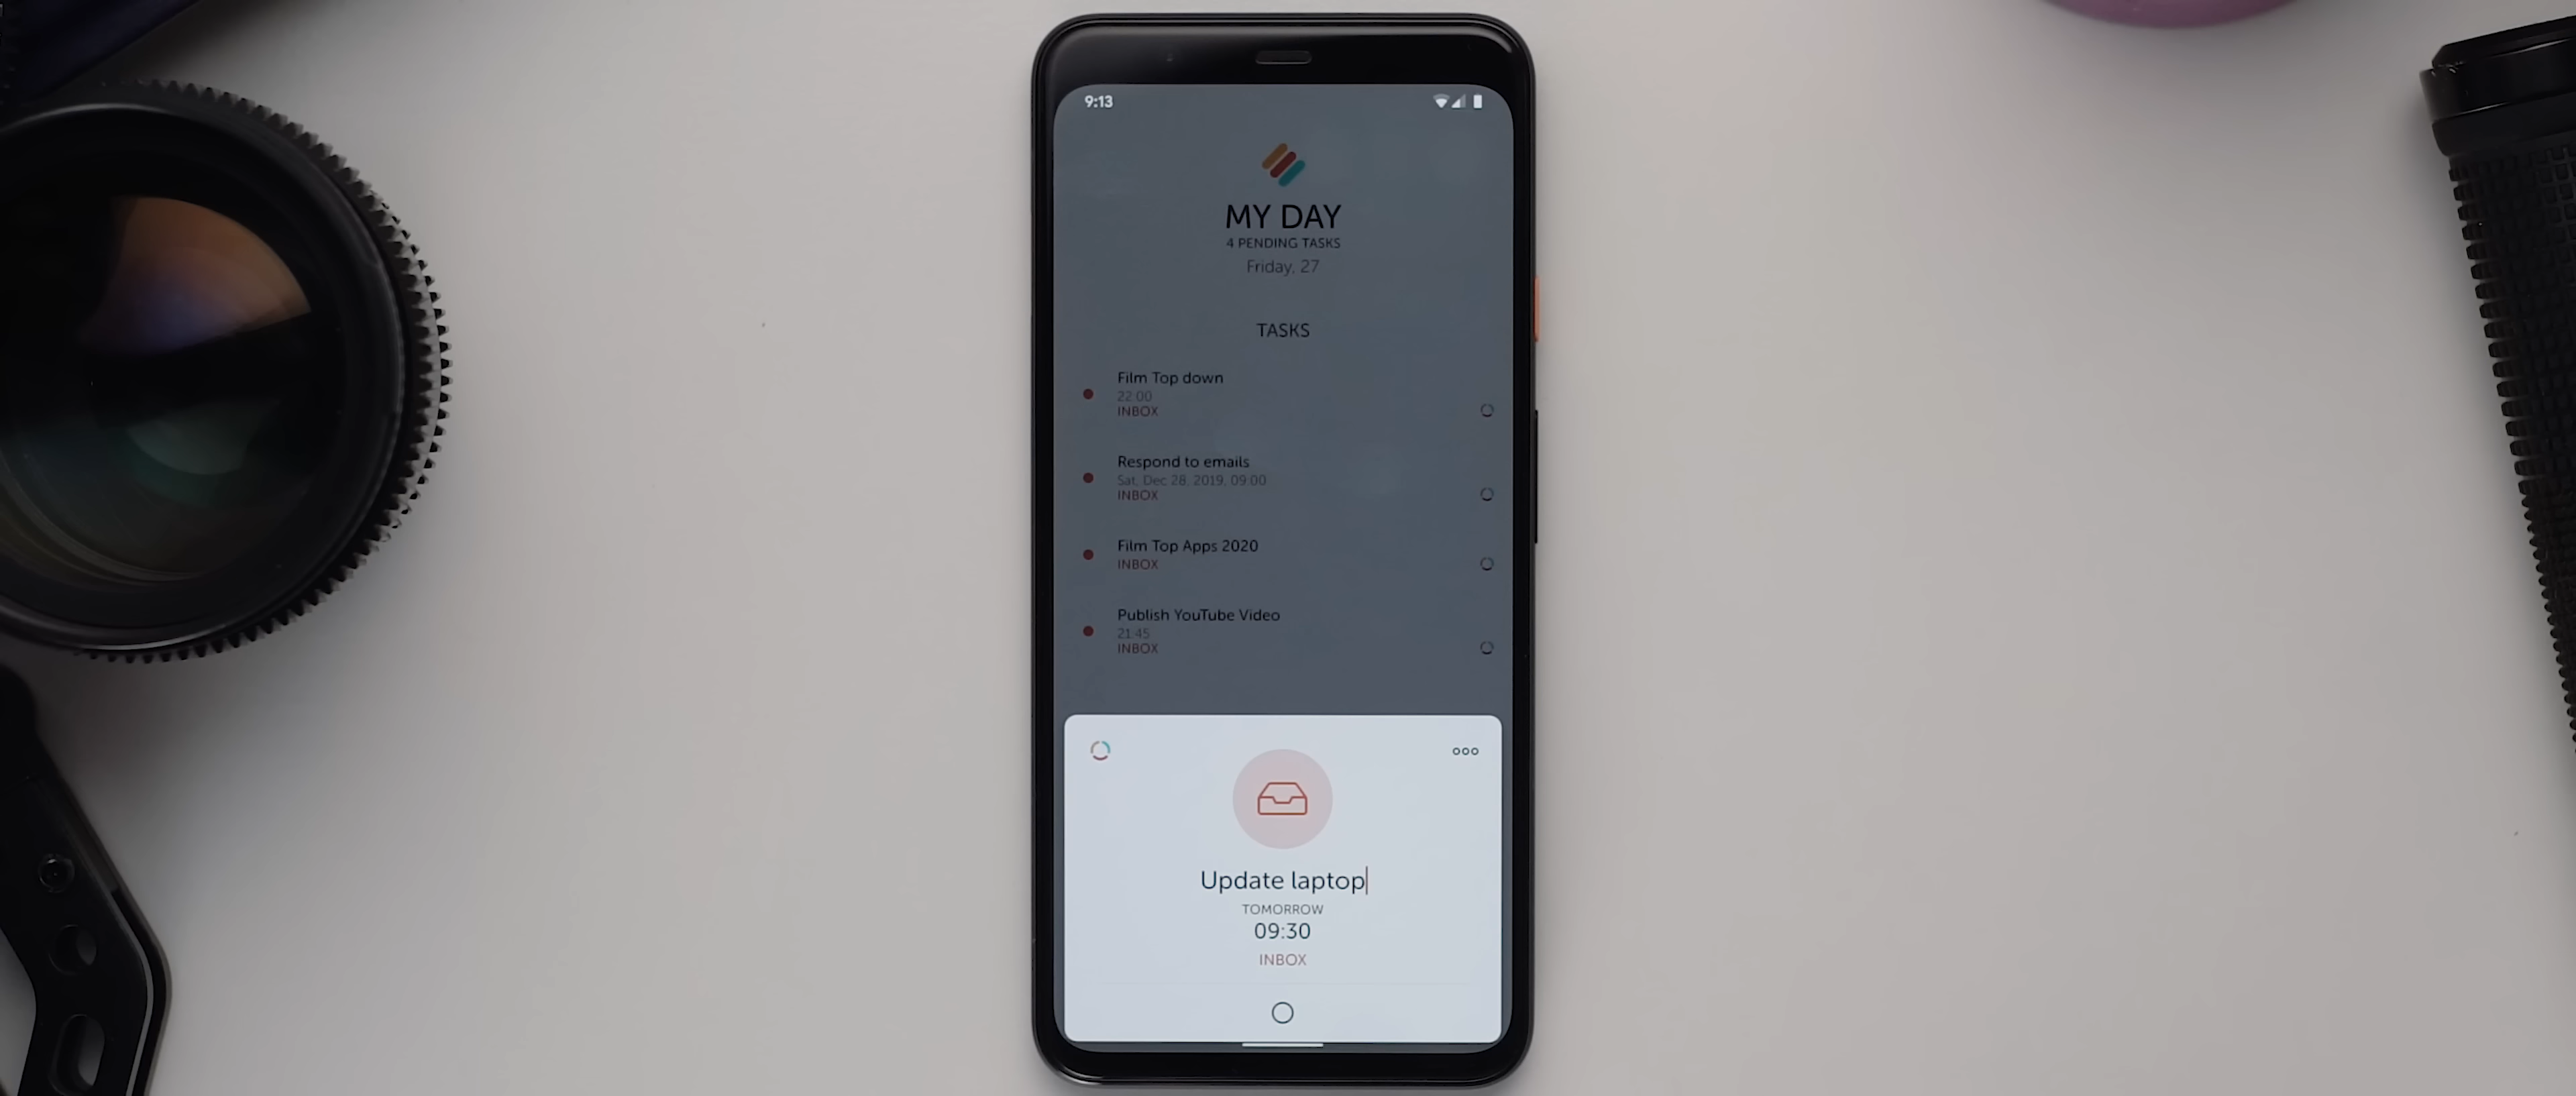 9:13
MY DAY
4 PENDING TASKS
Friday, 27
TASKS
Film Top down
22:00
INBOX
Respond to emails
Sat, Dec 28, 2019, 09:00
INBOX
Film Top Apps 2020
INBOX
Publish YouTube Video
21:45
INBOX
Update laptop
TOMORROW
09:30
INBOX